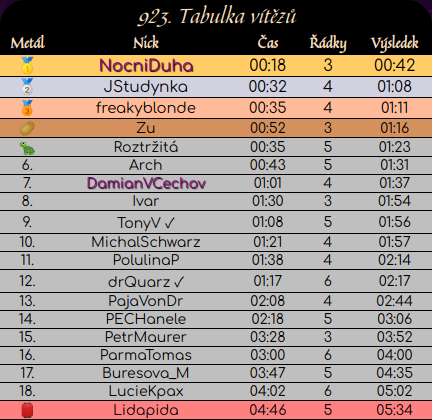 923. Tabulka vítězů
Metál Nick Čas Řádky Výsledek
NocniDuha 00:18 3 00:42
JStudynka 00:32 4 01:08
freakyblonde 00:35 4 01:11
Zu 00:52 3 01:16
Roztržitá 00:35 5 01:23
6. Arch 00:43 5 01:31
7. DamianVCechov 01:01 4 01:37
8. Ivar 01:30 3 01:54
9. TonyV ✓ 01:08 5 01:56
10. MichalSchwarz 01:21 4 01:57
11. PolulinaP 01:38 4 02:14
12. drQuarz ✓ 01:17 6 02:17
13. PajaVonDr 02:08 4 02:44
14. PECHanele 02:18 5 03:06
15. PetrMaurer 03:28 3 03:52
16. ParmaTomas 03:00 6 04:00
17. Buresova_M 03:47 5 04:35
18. LucieKpax 04:02 6 05:02
Lidapida 04:46 5 05:34